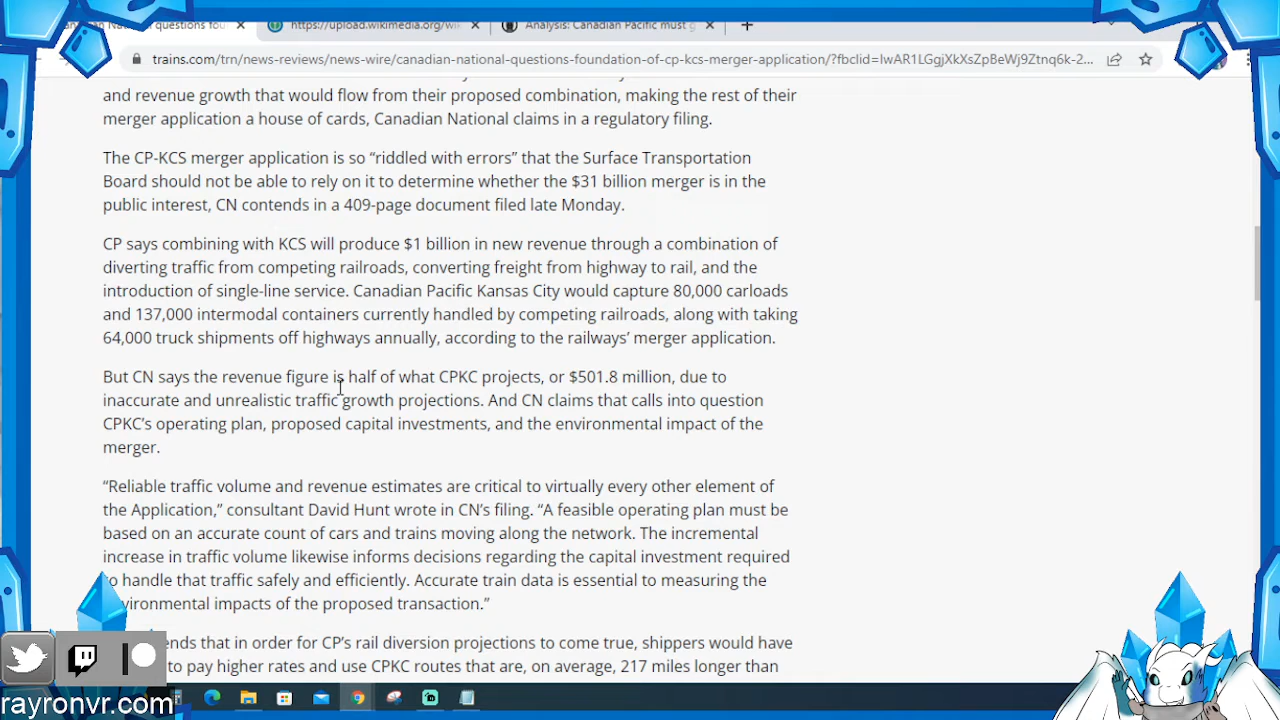 an National questions fou
https://upload.wikimedia.org/wi
Analysis: Canadian Pacific must g
trains.com/trn/news-reviews/news-wire/canadian-national-questions-foundation-of-cp-kcs-merger-application/?fbclid=IwAR1LGgjXkXsZpBeWj9Ztnq6k-2...
and revenue growth that would flow from their proposed combination, making the rest of their
merger application a house of cards, Canadian National claims in a regulatory filing.
The CP-KCS merger application is so “riddled with errors” that the Surface Transportation
Board should not be able to rely on it to determine whether the $31 billion merger is in the
public interest, CN contends in a 409-page document filed late Monday.
CP says combining with KCS will produce $1 billion in new revenue through a combination of
diverting traffic from competing railroads, converting freight from highway to rail, and the
introduction of single-line service. Canadian Pacific Kansas City would capture 80,000 carloads
and 137,000 intermodal containers currently handled by competing railroads, along with taking
64,000 truck shipments off highways annually, according to the railways’ merger application.
But CN says the revenue figure is half of what CPKC projects, or $501.8 million, due to
inaccurate and unrealistic traffic growth projections. And CN claims that calls into question
CPKC’s operating plan, proposed capital investments, and the environmental impact of the
merger.
“Reliable traffic volume and revenue estimates are critical to virtually every other element of
the Application,” consultant David Hunt wrote in CN’s filing. “A feasible operating plan must be
based on an accurate count of cars and trains moving along the network. The incremental
increase in traffic volume likewise informs decisions regarding the capital investment required
to handle that traffic safely and efficiently. Accurate train data is essential to measuring the
vironmental impacts of the proposed transaction.”
ends that in order for CP’s rail diversion projections to come true, shippers would have
to pay higher rates and use CPKC routes that are, on average, 217 miles longer than
rayronvr.com